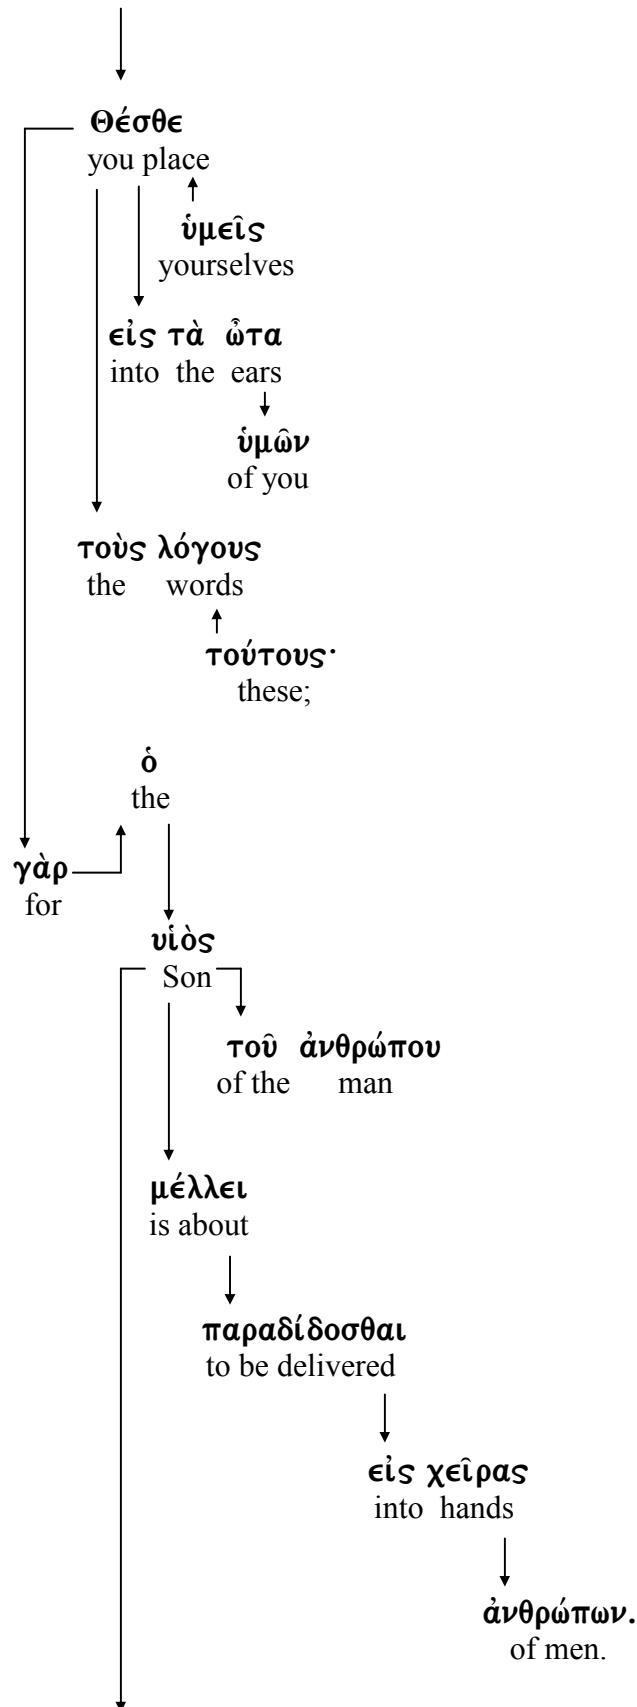 Θέσθε
you place
ὑμεῖς
yourselves
εἰς τὰ ὦτα
into the ears
ὑμῶν
of you
τοὺς λόγους
the words
τούτους·
these;
ὁ
the
γὰρ
for
υἱὸς
Son
τοῦ ἀνθρώπου
of the man
μέλλει
is about
παραδίδοσθαι
to be delivered
εἰς χεῖρας
into hands
ἀνθρώπων.
of men.